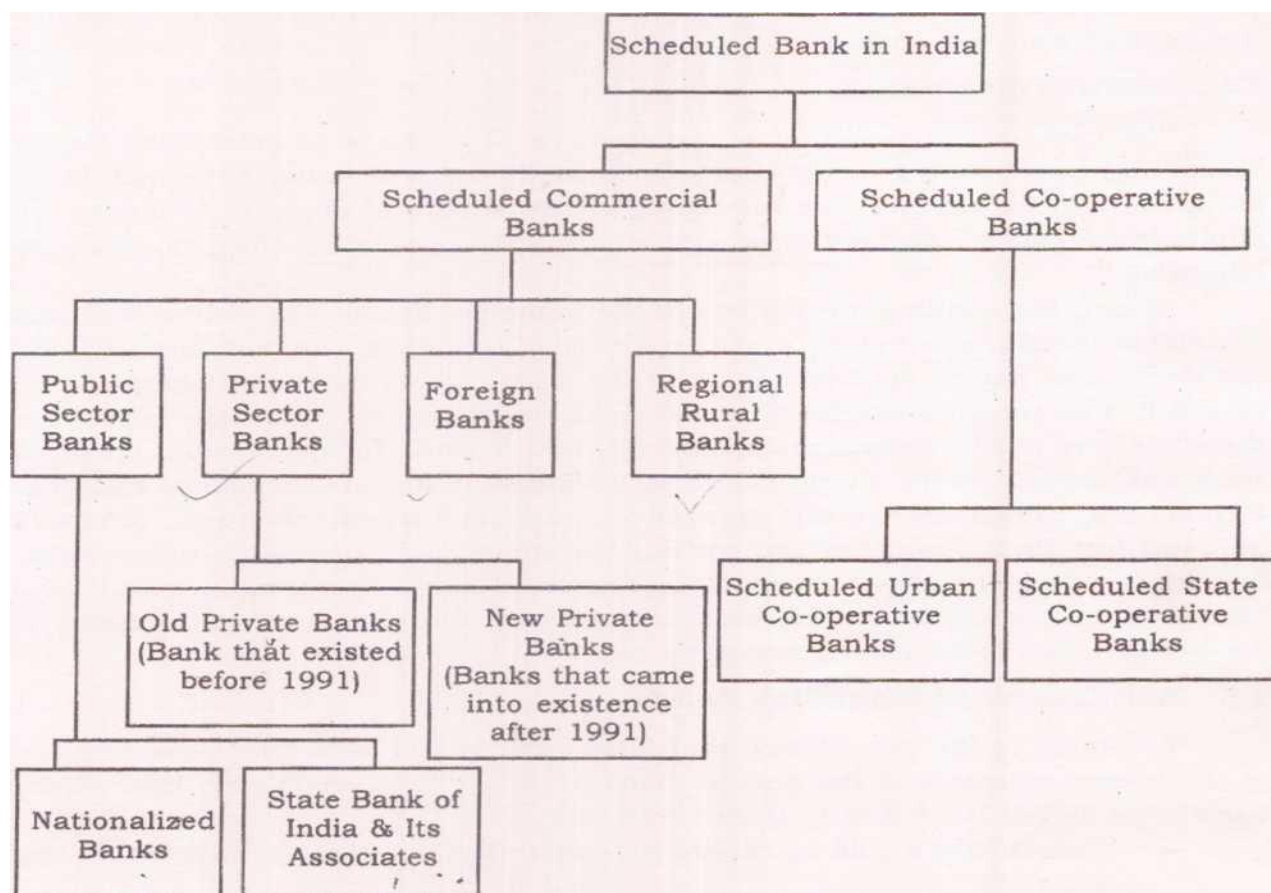 Scheduled Bank in India
Scheduled Commercial
Banks
Scheduled Co-operative
Banks
Public
Sector
Banks
Private
Sector
Banks
Foreign
Banks
Regional
Rural
Banks
Old Private Banks
(Bank that existed
before 1991)
New Private
Banks
(Banks that came
into existence
after 1991)
Scheduled Urban
Co-operative
Banks
Scheduled State
Co-operative
Banks
Nationalized
Banks
State Bank of
India & Its
Associates